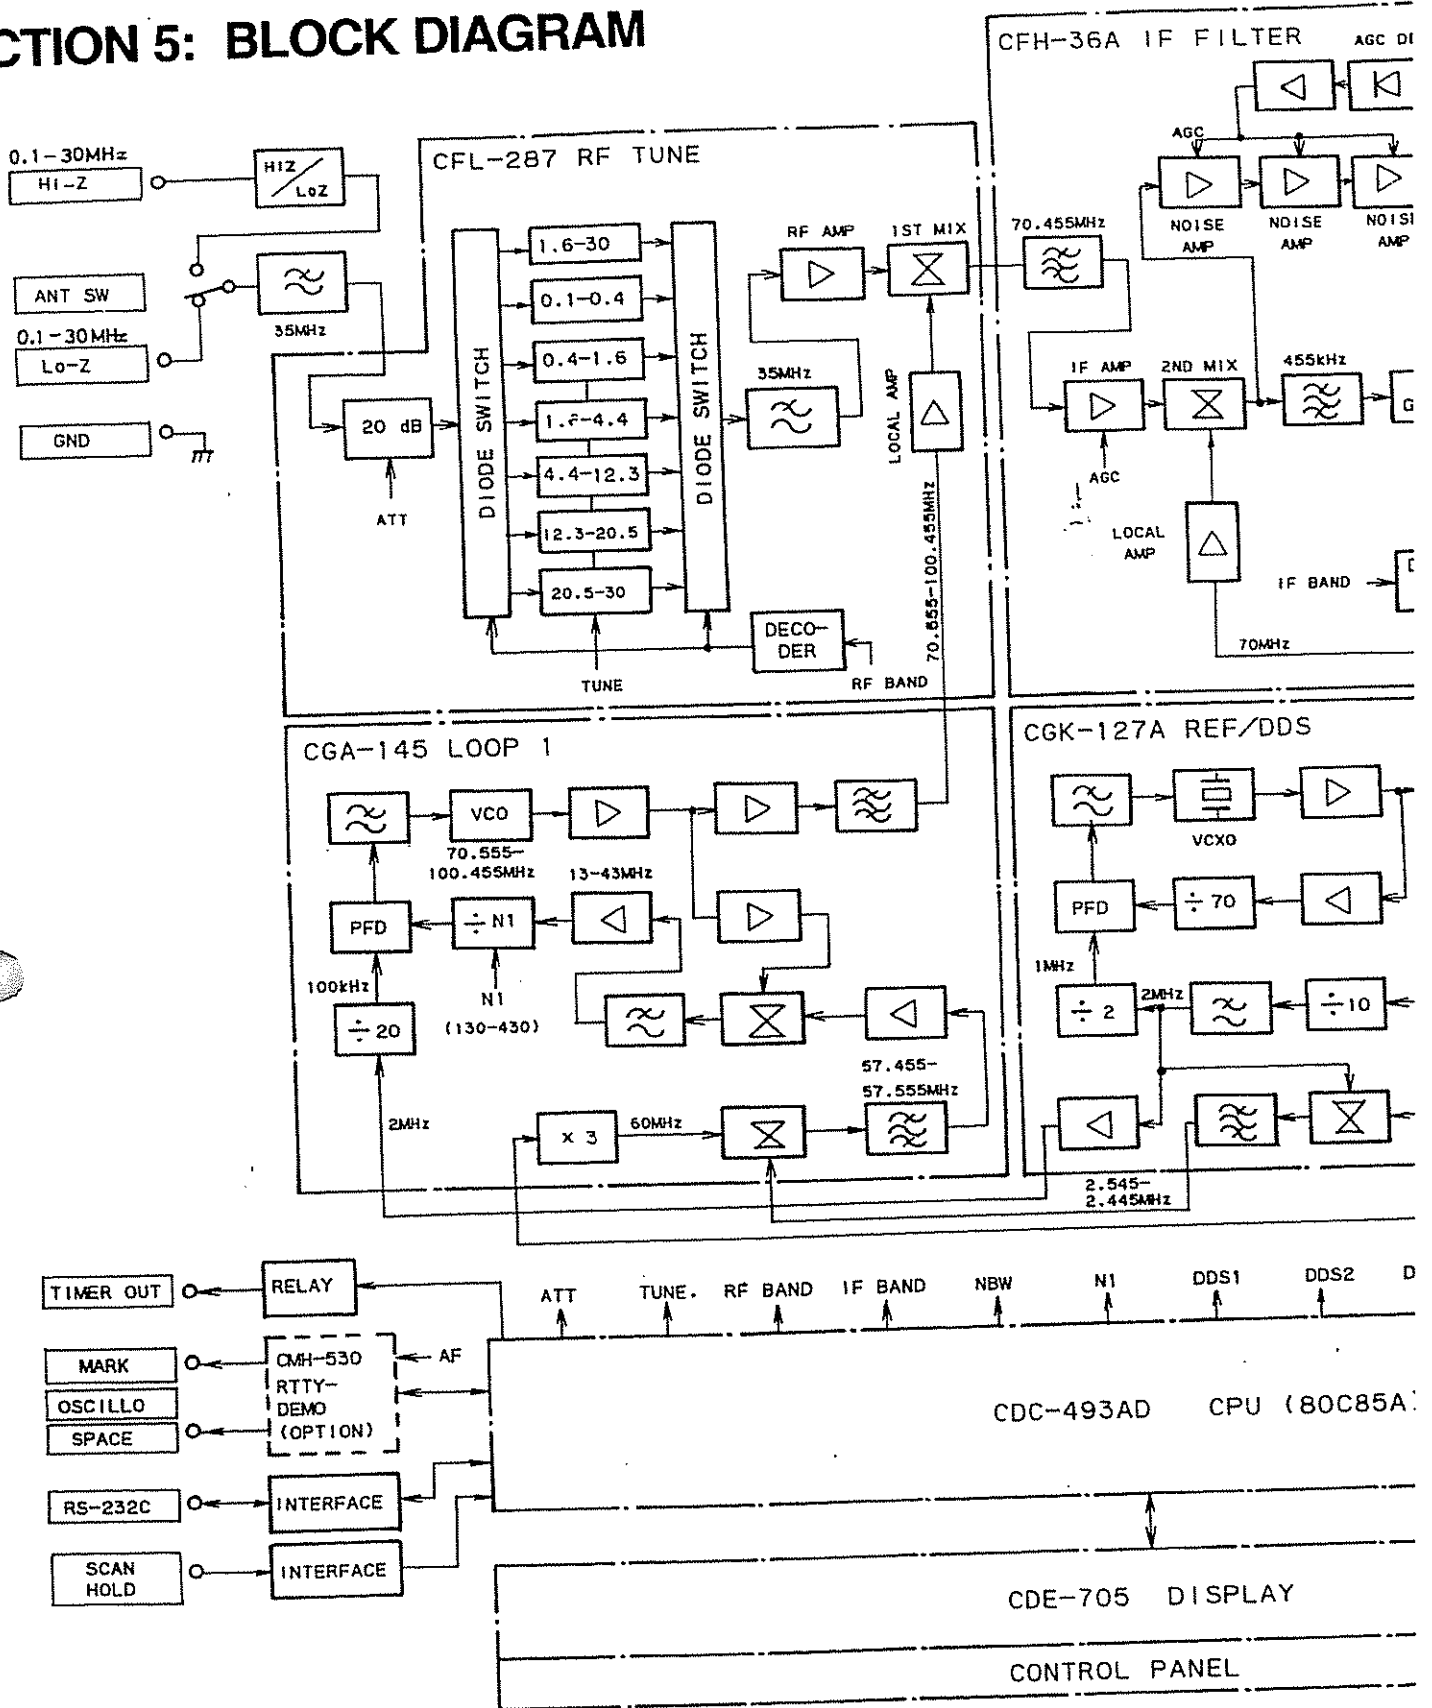 CTION 5: BLOCK DIAGRAM
CFH-36A IF FILTER
AGC
AGC
NOISE
AMP
NOISE
AMP
AMP
0.1-30MHz
Hi-Z
HIZ
LoZ
ANT SW
35MHz
0.1-30MHz
Lo-Z
GND
CFL-287 RF TUNE
20 dB
ATT
DIODE SWITCH
1.6-30
0.1-0.4
0.4-1.6
1.6-4.4
4.4-12.3
12.3-20.5
20.5-30
DIODE SWITCH
TUNE
DECO-
DER
RF BAND
35MHz
RF AMP
1ST MIX
LOCAL AMP
70.555-100.455MHz
70.455MHz
IF AMP
AGC
2ND MIX
455kHz
LOCAL
AMP
IF BAND
70MHz
CGA-145 LOOP 1
VCO
70.555-
100.455MHz
13-43MHz
PFD
÷ N1
100kHz
N1
(130-430)
÷ 20
57.455-
57.555MHz
2MHz
x 3
60MHz
CGK-127A REF/DDS
VCXO
PFD
÷ 70
1MHz
÷ 2
2MHz
÷10
2.545-
2.445MHz
TIMER OUT
RELAY
ATT
TUNE.
RF BAND
IF BAND
NBW
N1
DDS1
DDS2
D
MARK
OSCILLO
SPACE
CMH-530
RTTY-
DEMO
(OPTION)
AF
CDC-493AD CPU (80C85A)
RS-232C
INTERFACE
SCAN
HOLD
INTERFACE
CDE-705 DISPLAY
CONTROL PANEL